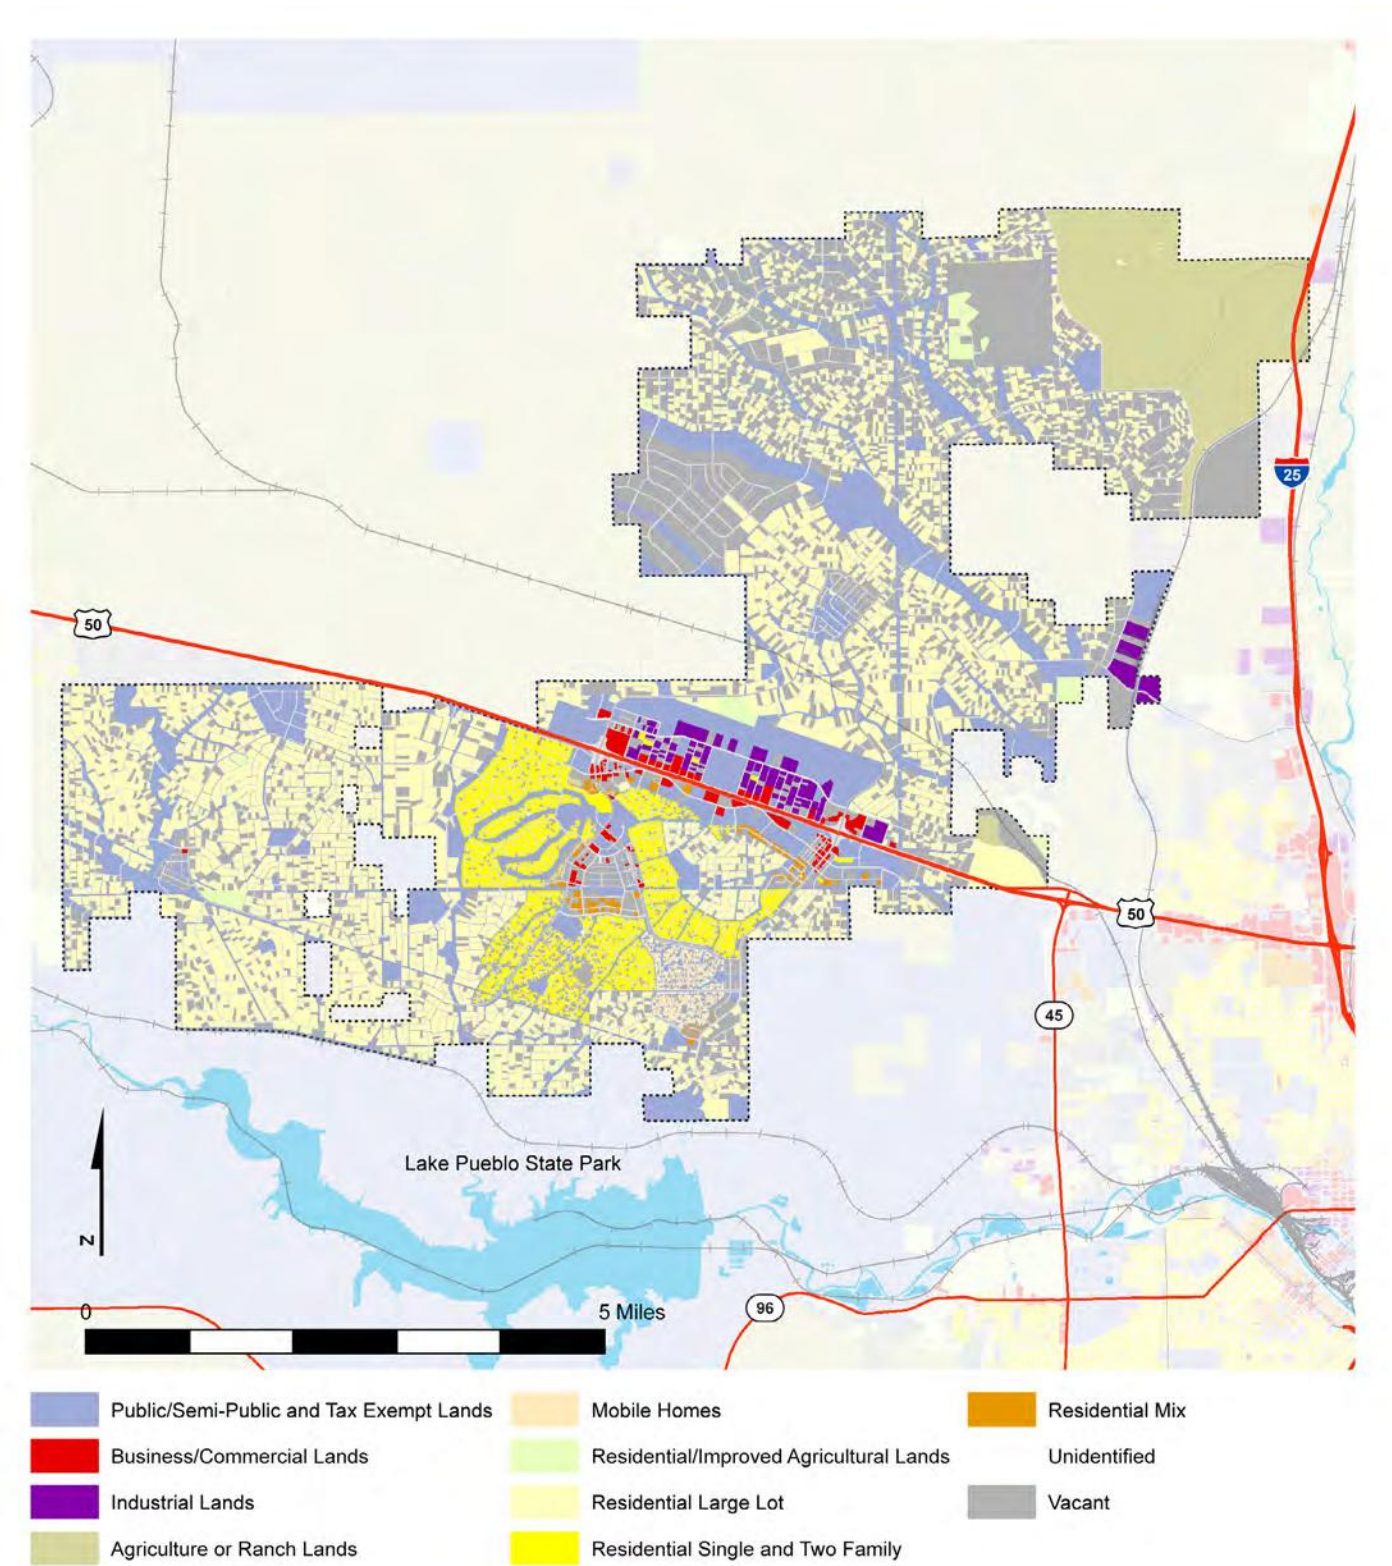 25
50
50
45
Lake Pueblo State Park
N
0
5 Miles
96
Public/Semi-Public and Tax Exempt Lands
Mobile Homes
Residential Mix
Business/Commercial Lands
Residential/Improved Agricultural Lands
Unidentified
Industrial Lands
Residential Large Lot
Vacant
Agriculture or Ranch Lands
Residential Single and Two Family